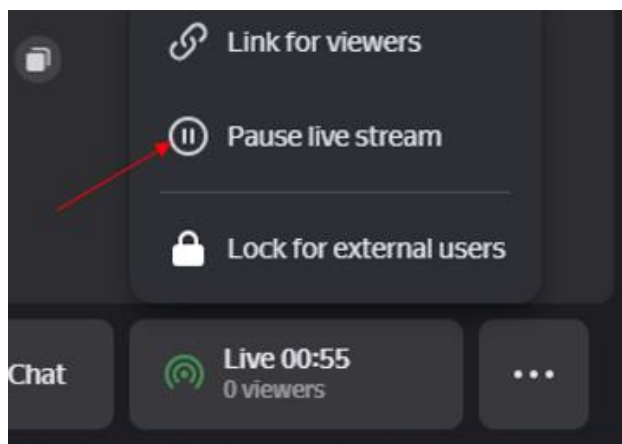 Link for viewers
Pause live stream
Lock for external users
Chat
Live 00:55
0 viewers